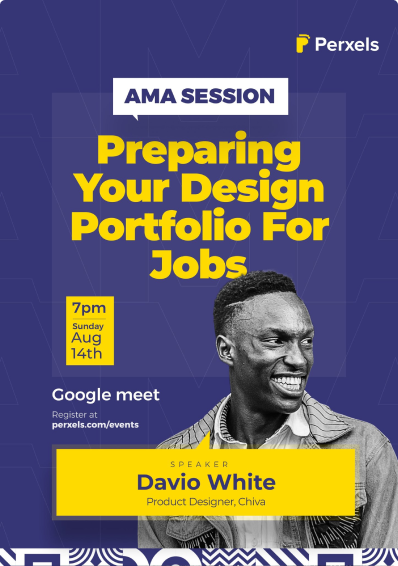 Perxels
AMA SESSION
Preparing
Your Design
Portfolio For
Jobs
7pm
Sunday
Aug
14th
Google meet
Register at
perxels.com/events
SPEAKER
Davio White
Product Designer, Chiva